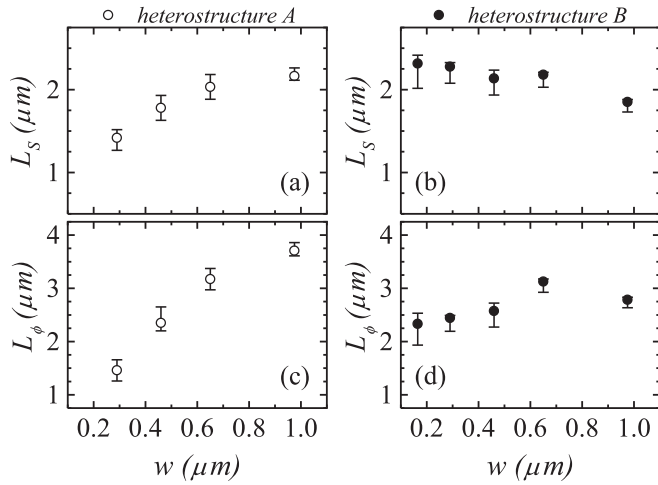 heterostructure A
heterostructure B
L_S (μm)
2
1
(a)
L_S (μm)
2
1
(b)
L_ϕ (μm)
4
3
2
1
(c)
L_ϕ (μm)
4
3
2
1
(d)
0.2 0.4 0.6 0.8 1.0
0.2 0.4 0.6 0.8 1.0
w (μm)
w (μm)